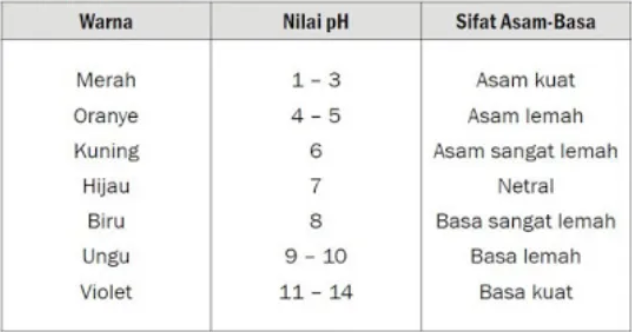 Warna Nilai pH Sifat Asam-Basa
Merah 1 – 3 Asam kuat
Oranye 4 – 5 Asam lemah
Kuning 6 Asam sangat lemah
Hijau 7 Netral
Biru 8 Basa sangat lemah
Ungu 9 – 10 Basa lemah
Violet 11 – 14 Basa kuat